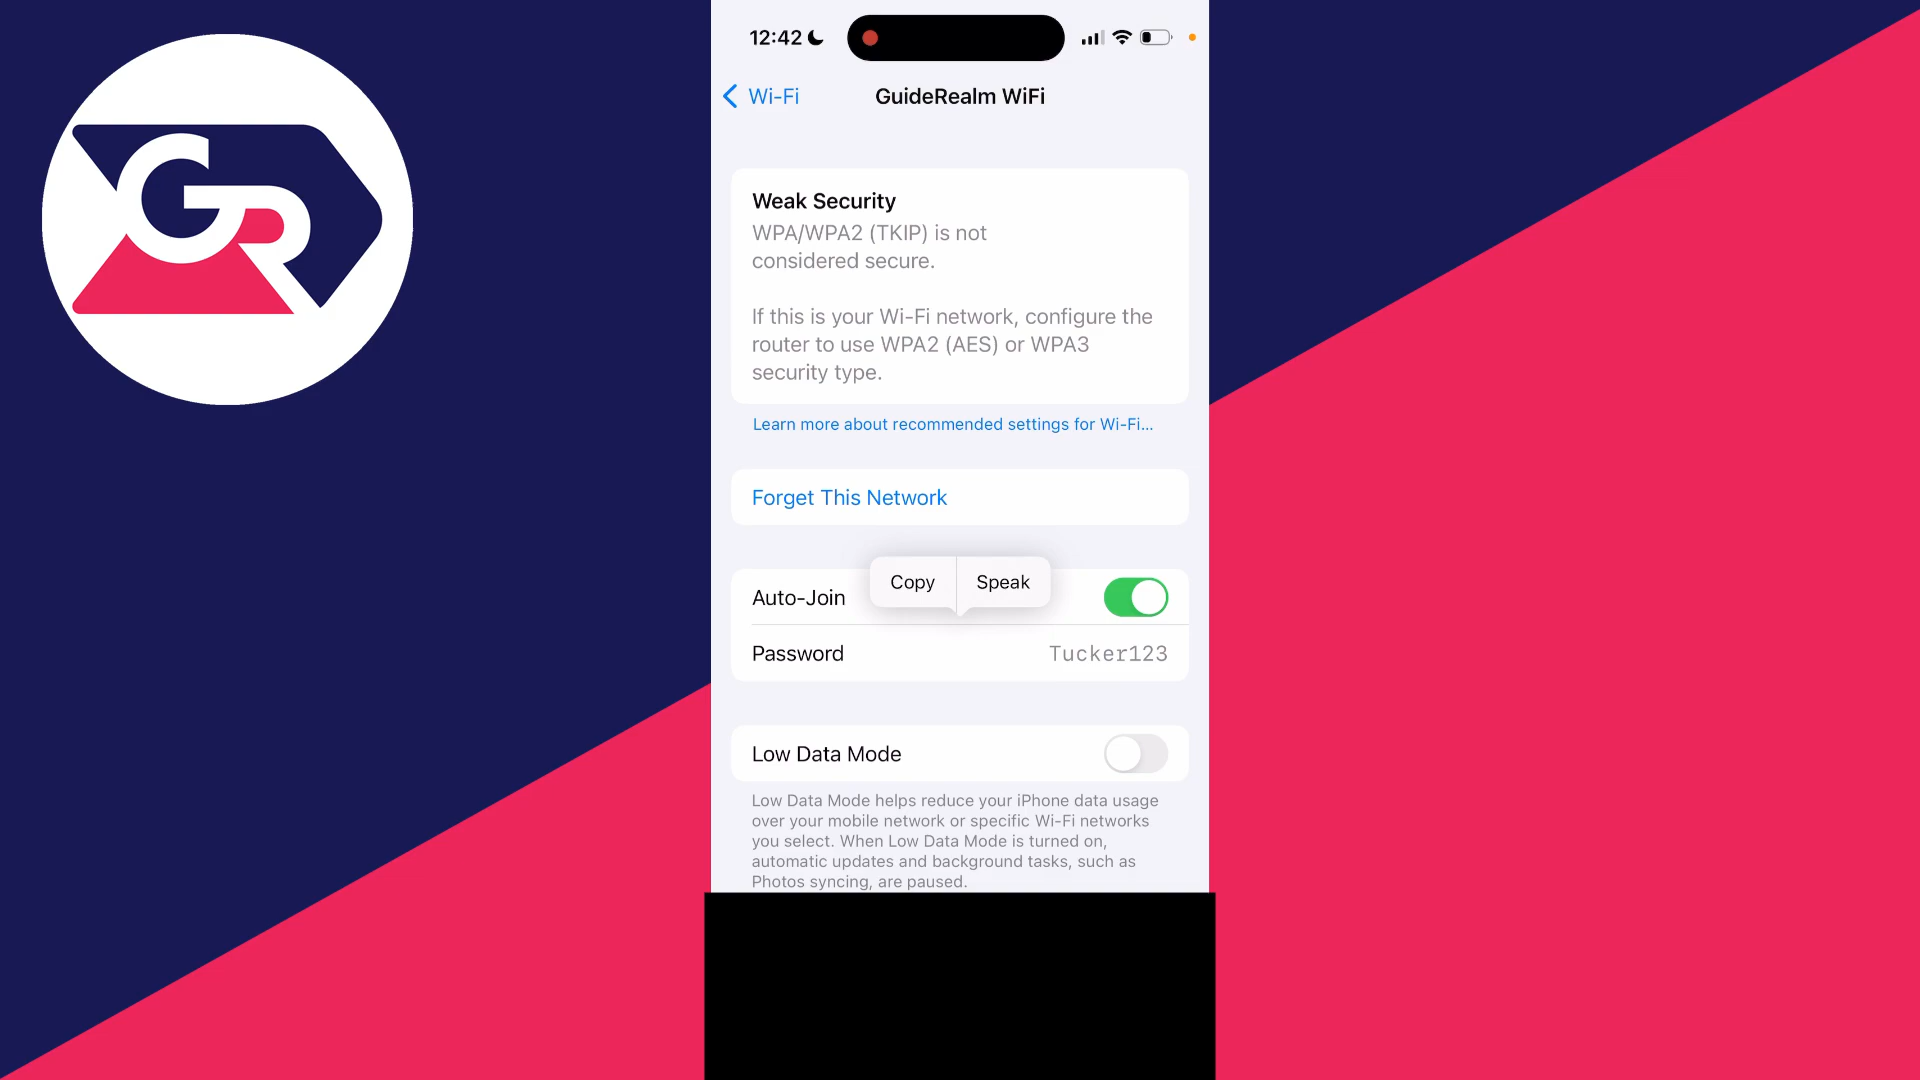 GR
12:42
Wi-Fi
GuideRealm WiFi
Weak Security
WPA/WPA2 (TKIP) is not
considered secure.
If this is your Wi-Fi network, configure the
router to use WPA2 (AES) or WPA3
security type.
Learn more about recommended settings for Wi-Fi...
Forget This Network
Copy
Speak
Auto-Join
Password
Tucker123
Low Data Mode
Low Data Mode helps reduce your iPhone data usage
over your mobile network or specific Wi-Fi networks
you select. When Low Data Mode is turned on,
automatic updates and background tasks, such as
Photos syncing, are paused.